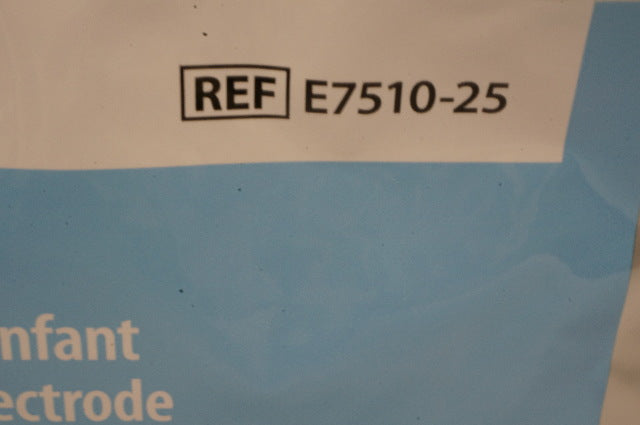 REF E7510-25
nfant
ectrode